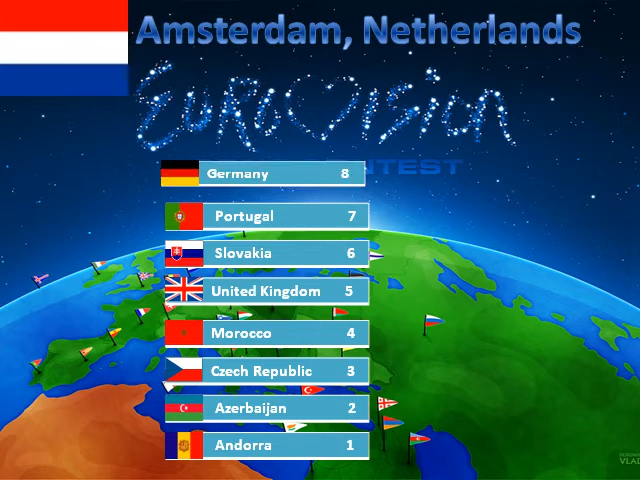 Amsterdam, Netherlands
EUROVISION
Germany 8
Portugal 7
Slovakia 6
United Kingdom 5
Morocco 4
Czech Republic 3
Azerbaijan 2
Andorra 1